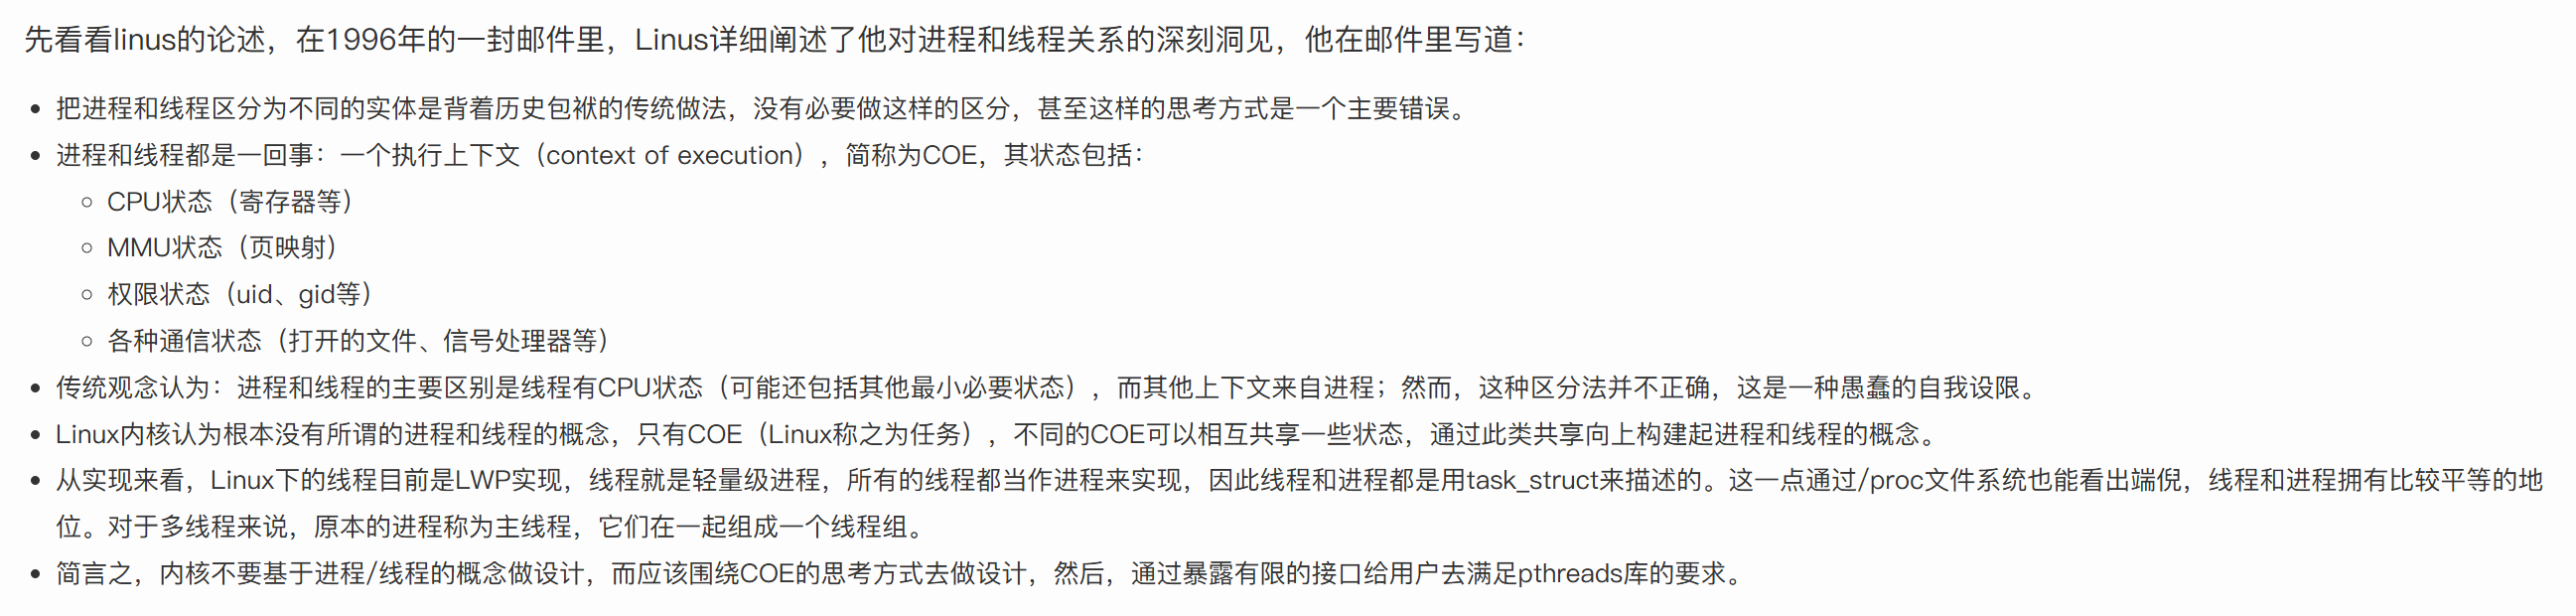 先看看linus的论述，在1996年的一封邮件里，Linus详细阐述了他对进程和线程关系的深刻洞见，他在邮件里写道：
• 把进程和线程区分为不同的实体是背着历史包袱的传统做法，没有必要做这样的区分，甚至这样的思考方式是一个主要错误。
• 进程和线程都是一回事：一个执行上下文（context of execution），简称为COE，其状态包括：
◦ CPU状态（寄存器等）
◦ MMU状态（页映射）
◦ 权限状态（uid、gid等）
◦ 各种通信状态（打开的文件、信号处理器等）
• 传统观念认为：进程和线程的主要区别是线程有CPU状态（可能还包括其他最小必要状态），而其他上下文来自进程；然而，这种区分法并不正确，这是一种愚蠢的自我设限。
• Linux内核认为根本没有所谓的进程和线程的概念，只有COE（Linux称之为任务），不同的COE可以相互共享一些状态，通过此类共享向上构建起进程和线程的概念。
• 从实现来看，Linux下的线程目前是LWP实现，线程就是轻量级进程，所有的线程都当作进程来实现，因此线程和进程都是用task_struct来描述的。这一点通过/proc文件系统也能看出端倪，线程和进程拥有比较平等的地
位。对于多线程来说，原本的进程称为主线程，它们在一起组成一个线程组。
• 简言之，内核不要基于进程/线程的概念做设计，而应该围绕COE的思考方式去做设计，然后，通过暴露有限的接口给用户去满足pthreads库的要求。